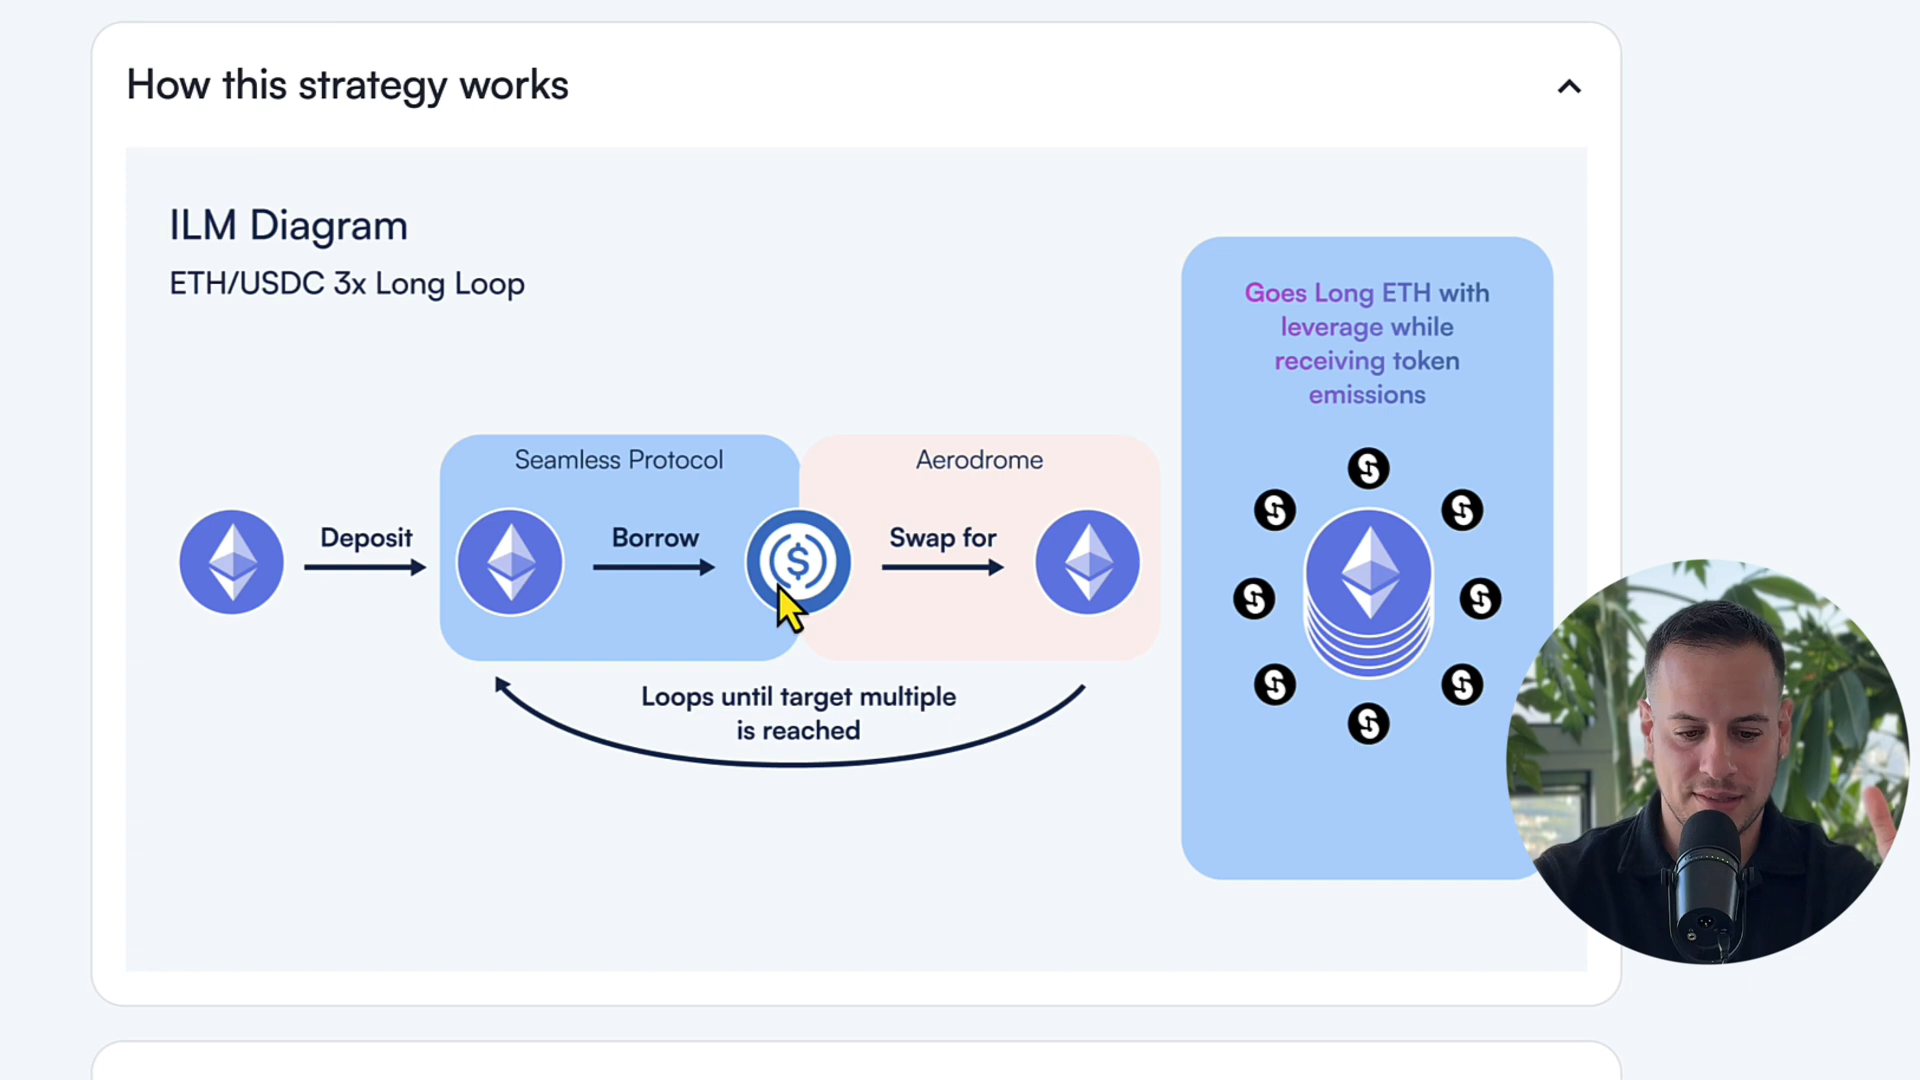 How this strategy works
ILM Diagram
ETH/USDC 3x Long Loop
Goes Long ETH with
leverage while
receiving token
emissions
Seamless Protocol
Aerodrome
Deposit
Borrow
Swap for
Loops until target multiple
is reached